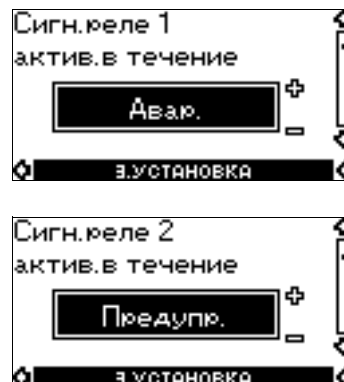 Сигн.реле 1
актив.в течение
Авар.
3.УСТАНОВКА
Сигн.реле 2
актив.в течение
Предупр.
3.УСТАНОВКА